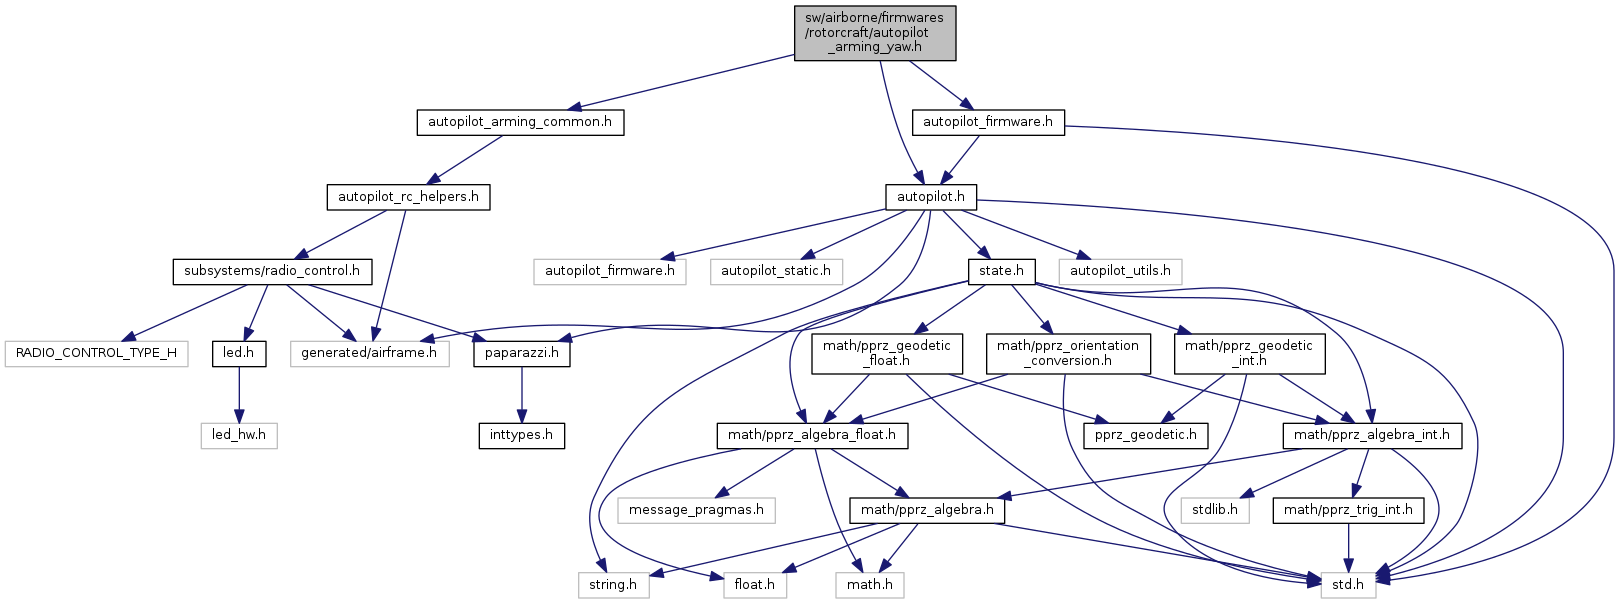 sw/airborne/firmwares
/rotorcraft/autopilot
_arming_yaw.h
autopilot_arming_common.h
autopilot_firmware.h
autopilot_rc_helpers.h
autopilot.h
subsystems/radio_control.h
autopilot_firmware.h
autopilot_static.h
state.h
autopilot_utils.h
RADIO_CONTROL_TYPE_H
led.h
generated/airframe.h
paparazzi.h
math/pprz_geodetic
_float.h
math/pprz_orientation
_conversion.h
math/pprz_geodetic
_int.h
led_hw.h
inttypes.h
math/pprz_algebra_float.h
pprz_geodetic.h
math/pprz_algebra_int.h
message_pragmas.h
math/pprz_algebra.h
stdlib.h
math/pprz_trig_int.h
string.h
float.h
math.h
std.h